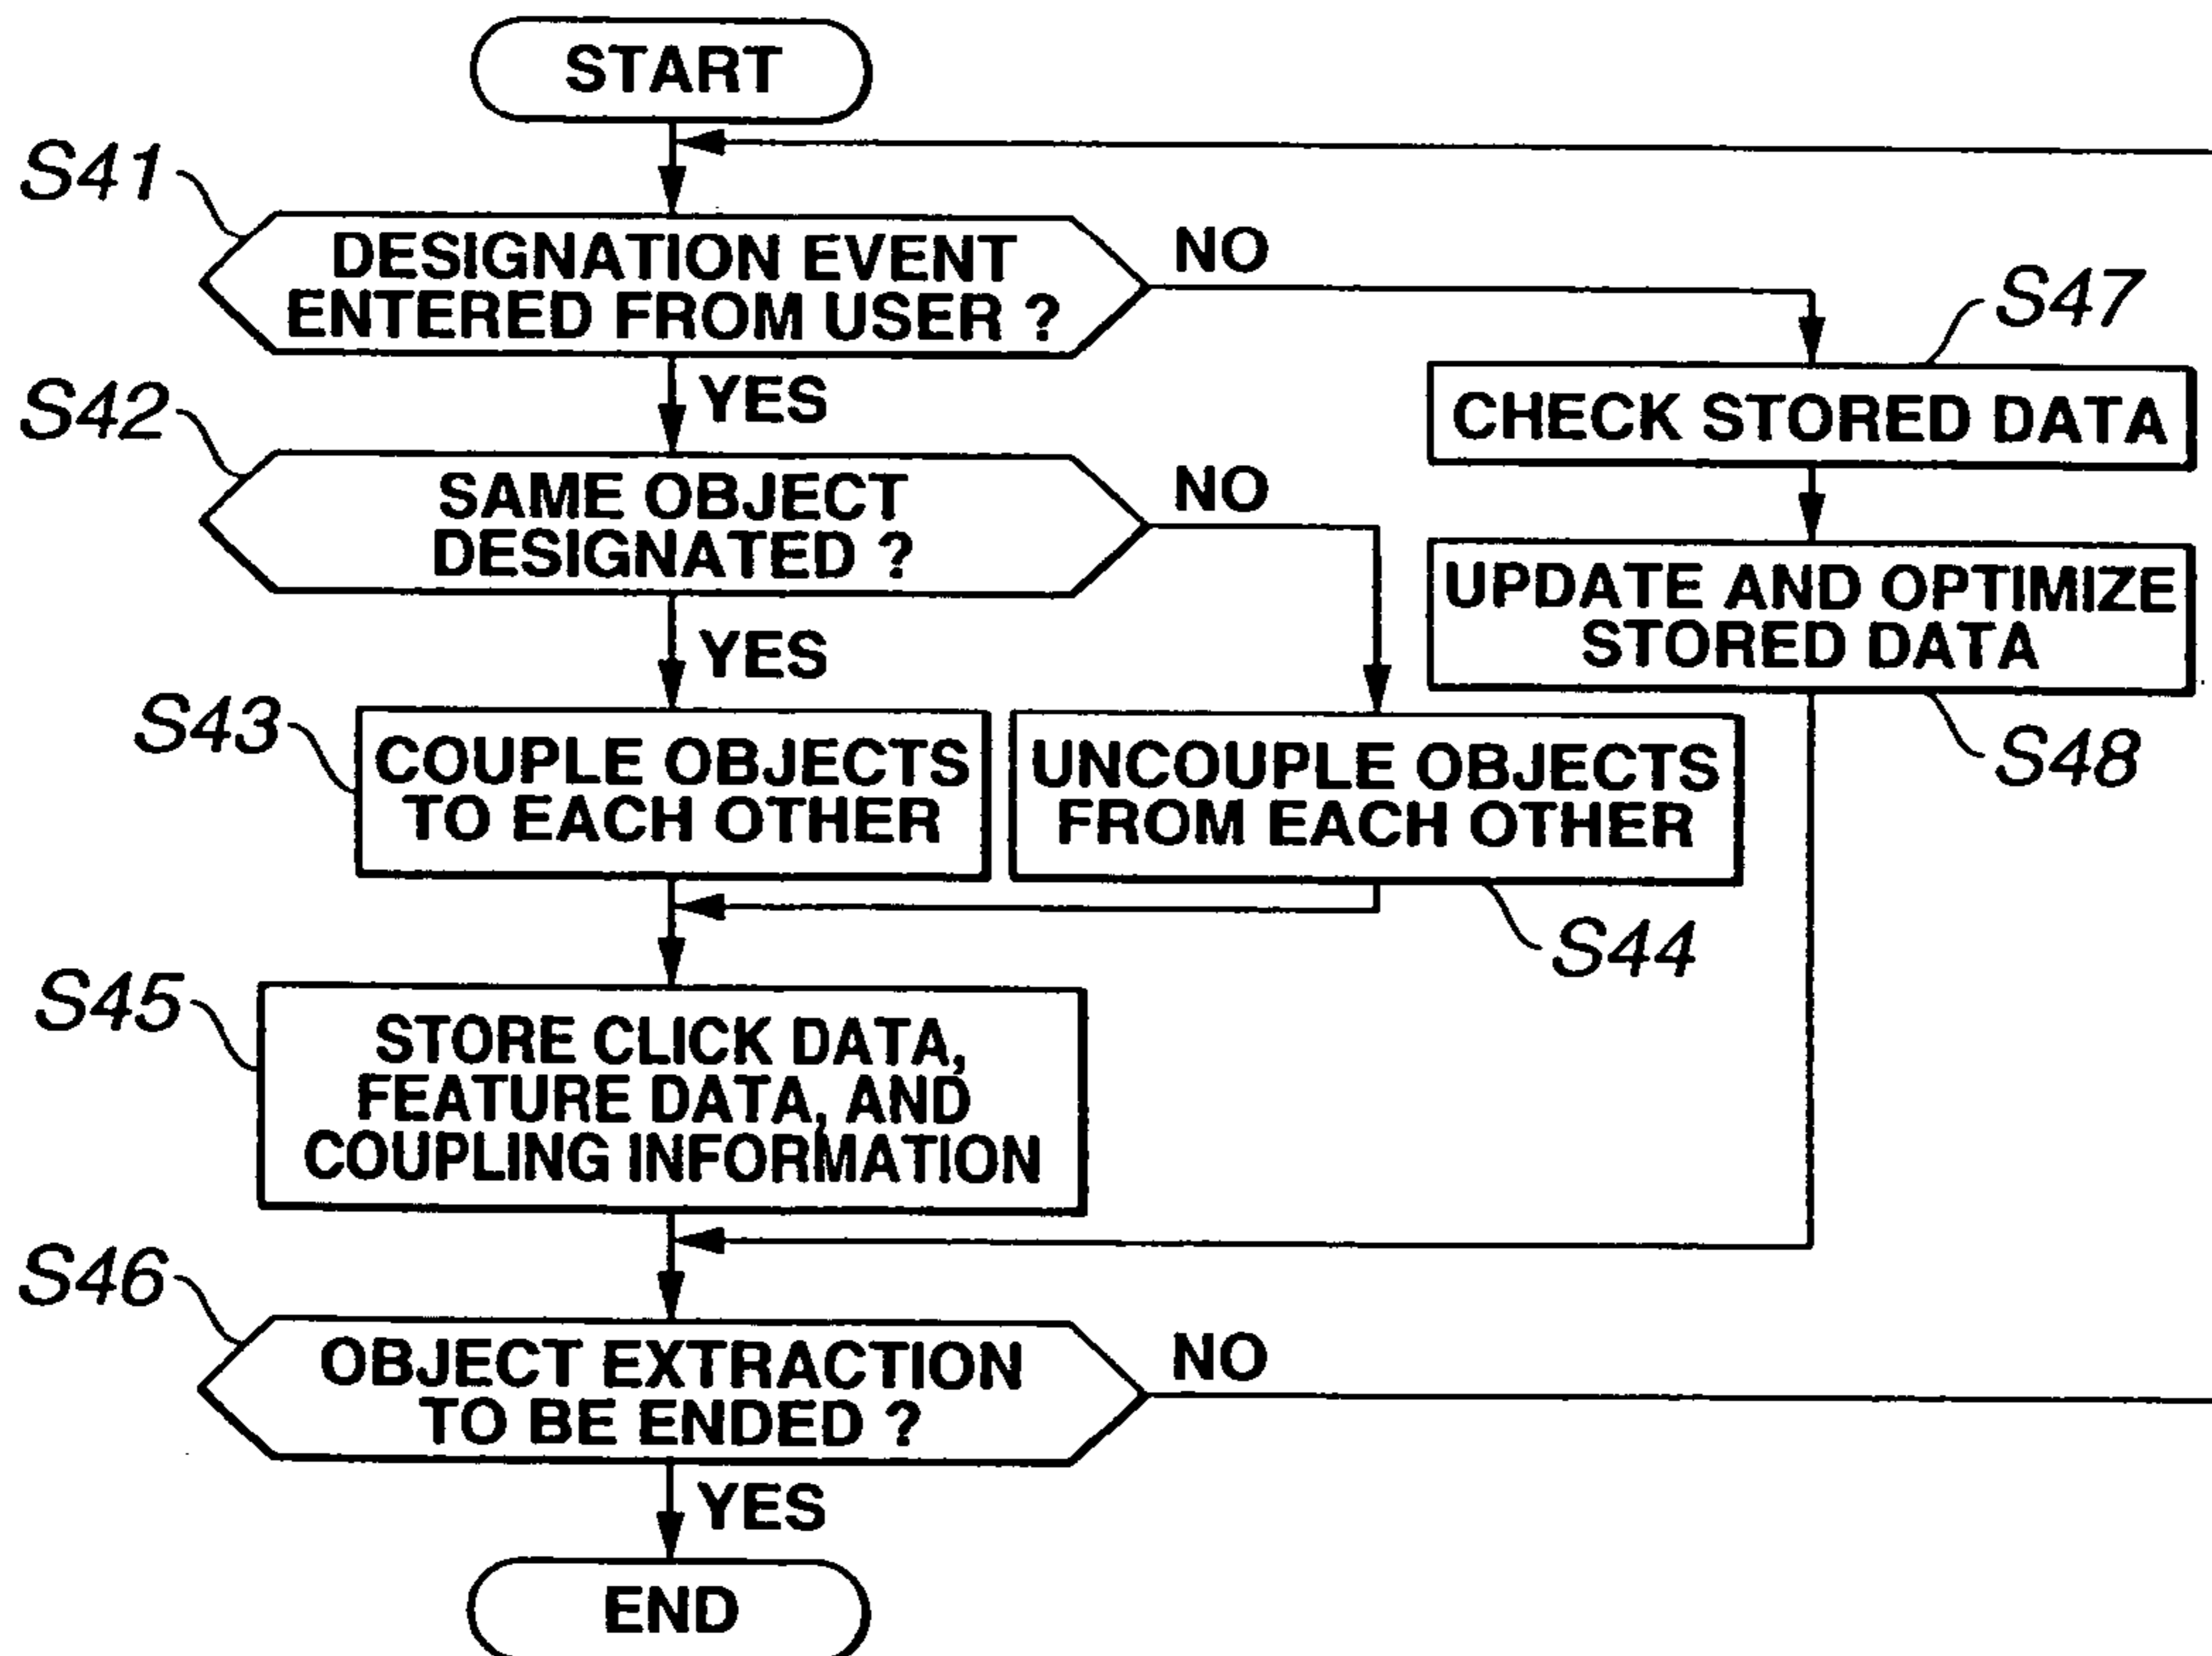 START
S41
DESIGNATION EVENT
ENTERED FROM USER ?
NO
YES
S47
CHECK STORED DATA
S42
SAME OBJECT
DESIGNATED ?
NO
YES
UPDATE AND OPTIMIZE
STORED DATA
S48
S43
COUPLE OBJECTS
TO EACH OTHER
UNCOUPLE OBJECTS
FROM EACH OTHER
S44
S45
STORE CLICK DATA,
FEATURE DATA, AND
COUPLING INFORMATION
S46
OBJECT EXTRACTION
TO BE ENDED ?
NO
YES
END